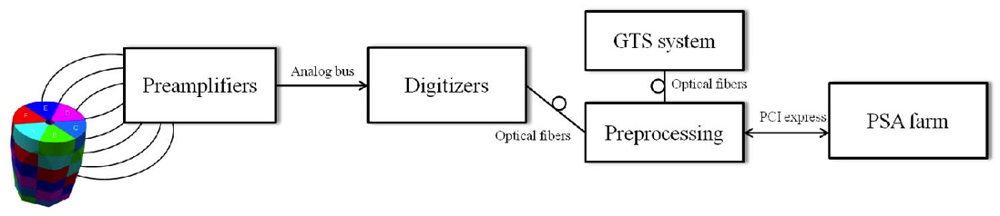 GTS system
Preamplifiers
Analog bus
Digitizers
Optical fibers
Optical fibers
Preprocessing
PCI express
PSA farm
E
D
F
C
B